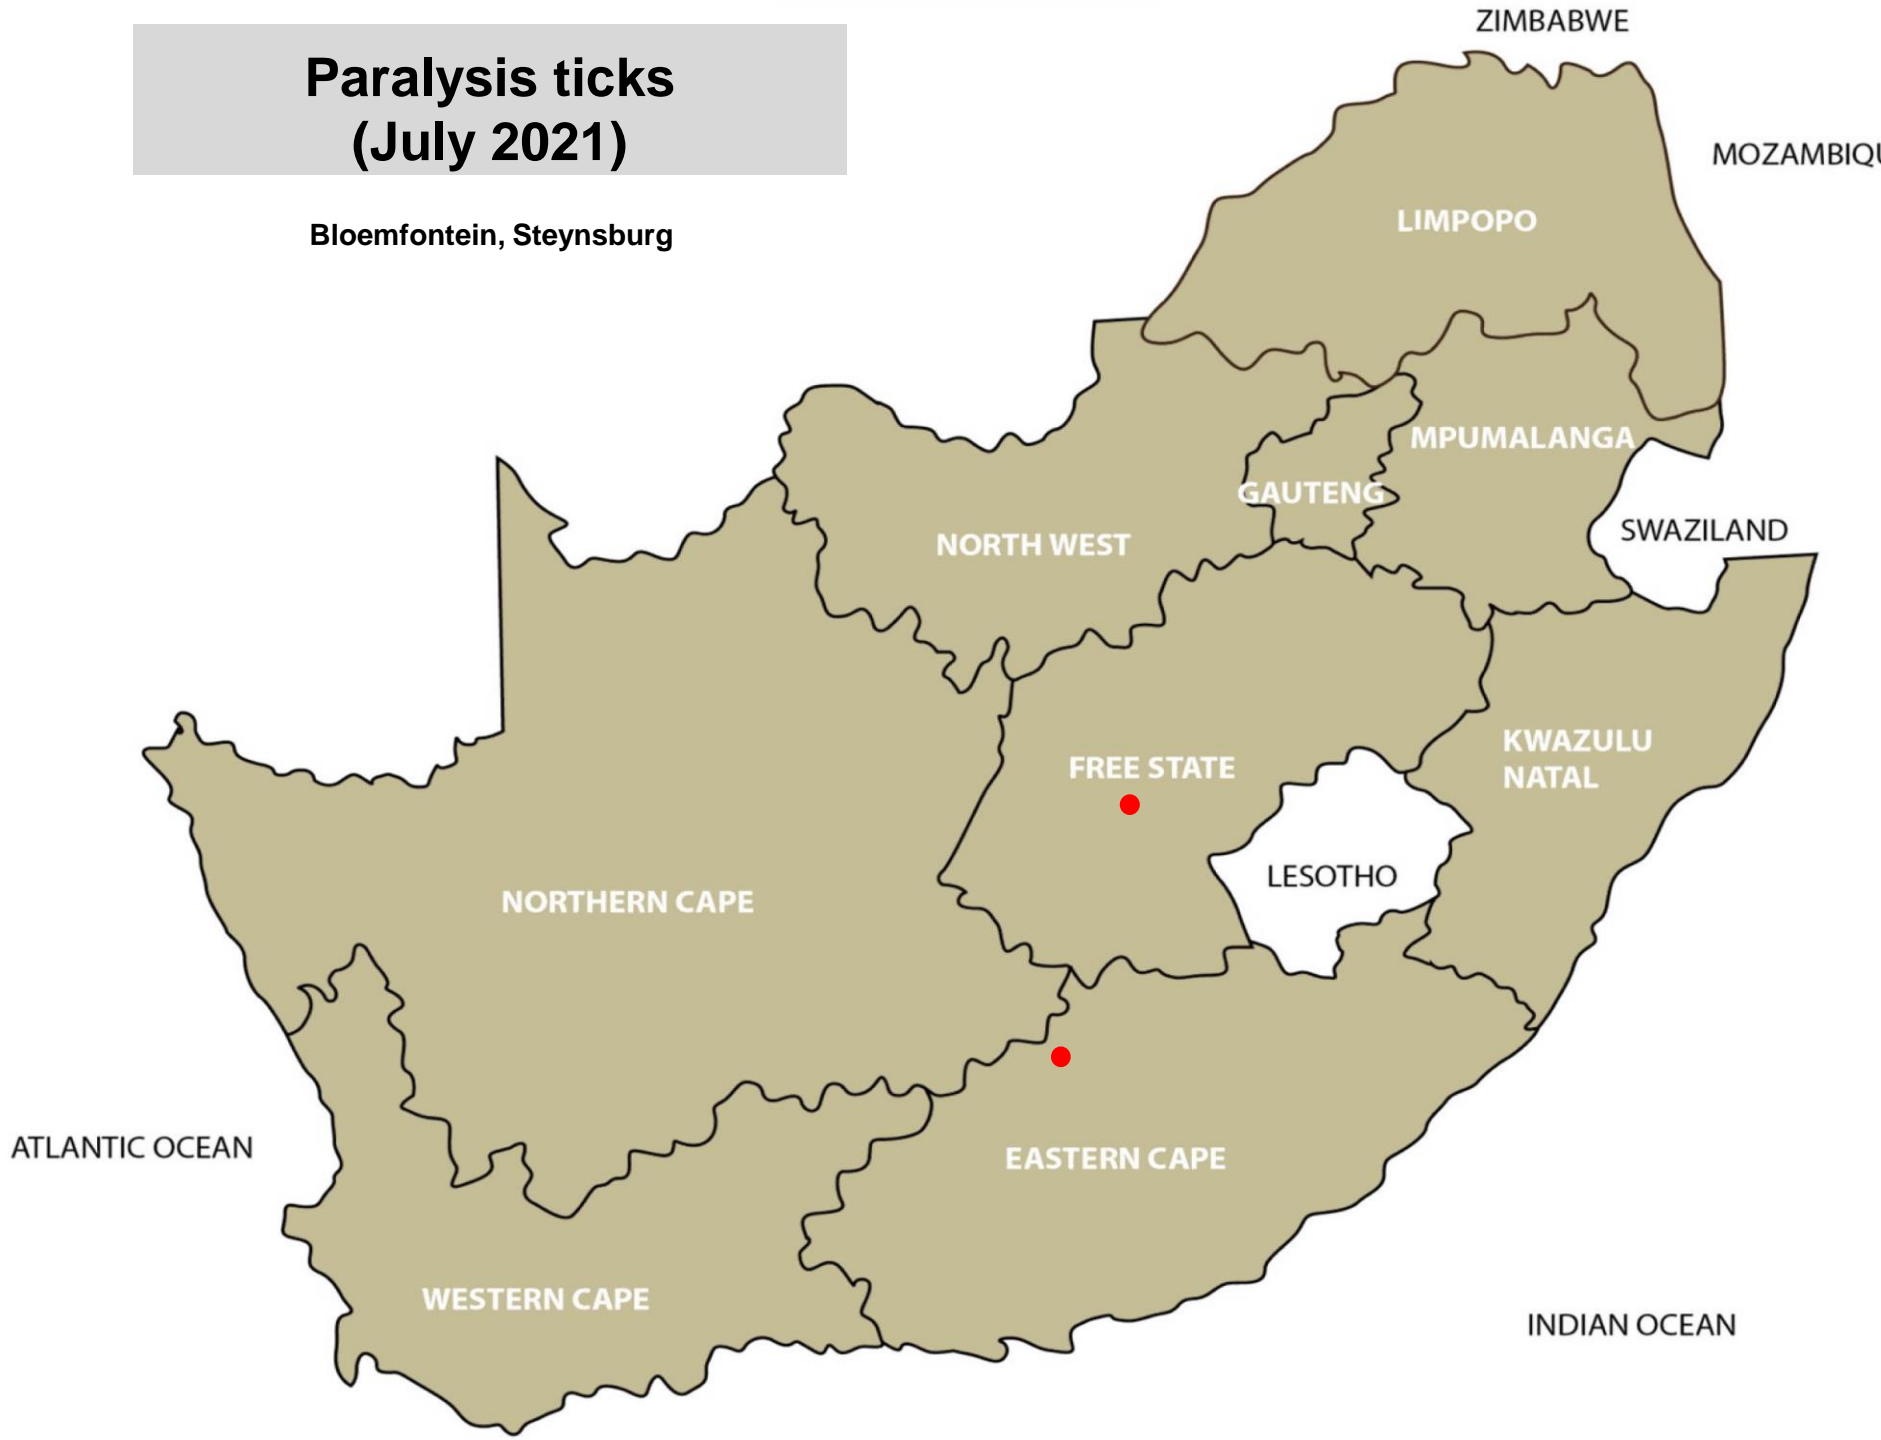 Paralysis ticks
(July 2021)
Bloemfontein, Steynsburg
ZIMBABWE
MOZAMBIQU
LIMPOPO
MPUMALANGA
GAUTENG
SWAZILAND
NORTH WEST
KWAZULU
NATAL
FREE STATE
LESOTHO
NORTHERN CAPE
ATLANTIC OCEAN
EASTERN CAPE
WESTERN CAPE
INDIAN OCEAN